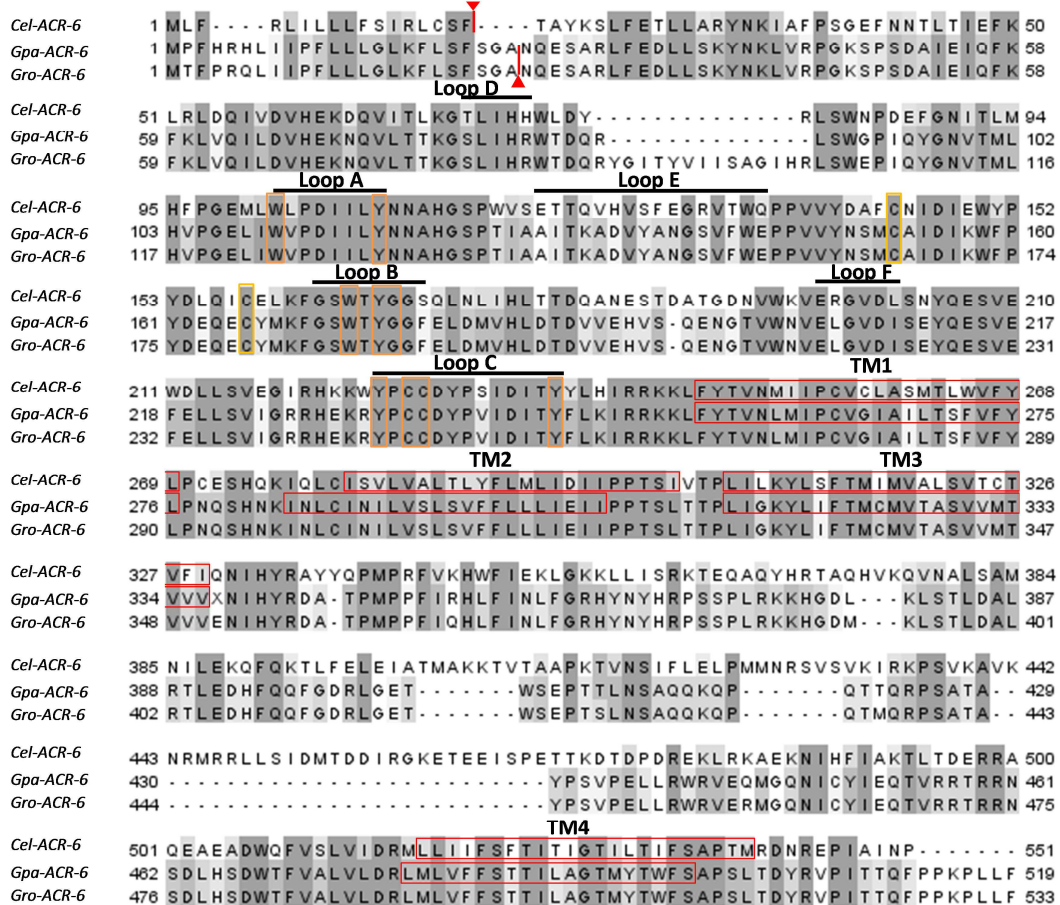 Cel-ACR-6 1 MLF----RLILLLFSIRLCSF----TAYKSLFETLLARYNKIAFPSGEFNNTLTIEFK 50
Gpa-ACR-6 1 MPFHRHLIIPFLLLGLKFLSFSGANQESARLFEDLLSKYNKLVRPGKSPSDAIEIQFK 58
Gro-ACR-6 1 MTFPRQLIIPFLLLGLKFLSFSGANQESARLFEDLLSKYNKLVRPGKSPSDAIEIQFK 58
Loop D
Cel-ACR-6 51 LRLDQIVDVHEKDQVITLKGTLIHHWLDY--------------RLSWNPDEFGNITLM 94
Gpa-ACR-6 59 FKLVQILDVHEKNQVLTTKGSLIHRWTDQR--------------LSWGPIQYGNVTML 102
Gro-ACR-6 59 FKLVQILDVHEKNQVLTTKGSLIHRWTDQRYGITYVIISAGIHRLSWEPIQYGNVTML 116
Loop A Loop E
Cel-ACR-6 95 HFPGEMLWLPDIILYNNAHGSPWVSETTQVHVSFEGRVTWQPPVVYDAFCNIDIEWYP 152
Gpa-ACR-6 103 HVPGELIWVPDIILYNNAHGSPTIAAITKADVYANGSVFWEPPVVYNSMCAIDIKWFP 160
Gro-ACR-6 117 HVPGELIWVPDIILYNNAHGSPTIAAITKADVYANGSVFWEPPVVYNSMCAIDIKWFP 174
Loop B Loop F
Cel-ACR-6 153 YDLQICELKFGSWTYGGSQLNLIHLTTDQANESTDATGDNVWKVERGVDLSNYQESVE 210
Gpa-ACR-6 161 YDEQECYMKFGSWTYGGFELDMVHLDTDVVEHVS-QENGTVWNVELGVDISEYQESVE 217
Gro-ACR-6 175 YDEQECYMKFGSWTYGGFELDMVHLDTDVVEHVS-QENGTVWNVELGVDISEYQESVE 231
Loop C TM1
Cel-ACR-6 211 WDLLSVEGIRHKKWYPCCDYPSIDITYYLHIRRKKLFYTVNMIIPCVCLASMTLWVFY 268
Gpa-ACR-6 218 FELLSVIGRRHEKRYPCCDYPVIDITYFLKIRRKKLFYTVNLMIPCVGIAILTSFVFY 275
Gro-ACR-6 232 FELLSVIGRRHEKRYPCCDYPVIDITYFLKIRRKKLFYTVNLMIPCVGIAILTSFVFY 289
TM2 TM3
Cel-ACR-6 269 LPCESHQKIQLCISVLVALTLYFLMLIDIIPPTSIVTPLILKYLSFTMIMVALSVTCT 326
Gpa-ACR-6 276 LPNQSHNKINLCINILVSLSVFFLLLIEIIPPTSLTTPLIGKYLIFTMCMVTASVVMT 333
Gro-ACR-6 290 LPNQSHNKINLCINILVSLSVFFLLLIEIIPPTSLTTPLIGKYLIFTMCMVTASVVMT 347
Cel-ACR-6 327 VFIQNIHYRAYYQPMPRFVKHWFIEKLGKKLLISRKTEQAQYHRTAQHVKQVNALSAM 384
Gpa-ACR-6 334 VVVXNIHYRDA-TPMPPFIRHLFINLFGRHYNYHRPSSPLRKKHGDL---KLSTLDAL 387
Gro-ACR-6 348 VVVENIHYRDA-TPMPPFIQHLFINLFGRHYNYHRPSSPLRKKHGDM---KLSTLDAL 401
Cel-ACR-6 385 NILEKQFQKTLFELEIATMAKKTVTAAPKTVNSIFLELPMMNRSVSVKIRKPSVKAVK 442
Gpa-ACR-6 388 RTLEDHFQQFGDRLGET-------WSEPTTLNSAQQKQP-------QTTQRPSATA-- 429
Gro-ACR-6 402 RTLEDHFQQFGDRLGET-------WSEPTSLNSAQQKQP-------QTMQRPSATA-- 443
Cel-ACR-6 443 NRMRRLLSIDMTDDIRGKETEEISPETTKDTDPDREKLRKAEKNIHFIAKTLTDERRA 500
Gpa-ACR-6 430 --------------------------YPSVPELLRWRVEQMGQNICYIEQTVRRTRRN 461
Gro-ACR-6 444 --------------------------YPSVPELLRWRVERMGQNICYIEQTVRRTRRN 475
TM4
Cel-ACR-6 501 QEAEADWQFVSLVIDRMLLIIFSFTITIGTILTIFSAPTMRDNREPIAINP------- 551
Gpa-ACR-6 462 SDLHSDWTFVALVLDRLMLVFFSTTILAGTMYTWFSAPSLTDYRVPITTQFPPKPLLF 519
Gro-ACR-6 476 SDLHSDWTFVALVLDRLMLVFFSTTILAGTMYTWFSAPSLTDYRVPITTQFPPKPLLF 533